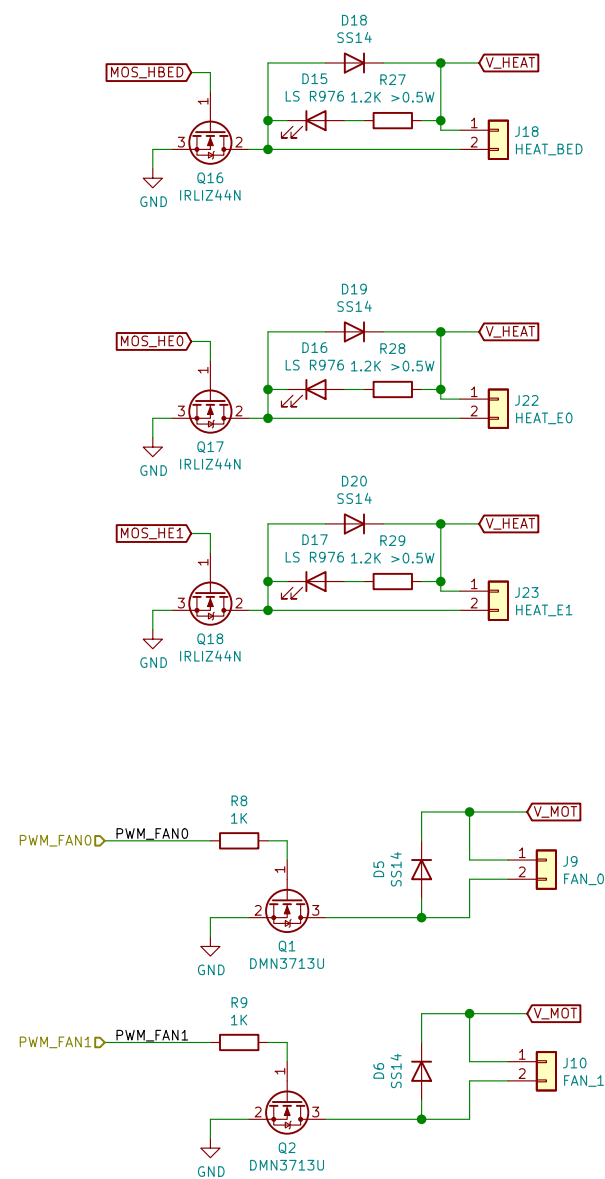 D18
SS14
MOS_HBED
V_HEAT
D15
LS R976
R27
1.2K >0.5W
1
1
2
J18
HEAT_BED
3
2
Q16
IRLIZ44N
GND
D19
SS14
MOS_HE0
V_HEAT
D16
LS R976
R28
1.2K >0.5W
1
1
2
J22
HEAT_E0
3
2
Q17
IRLIZ44N
GND
D20
SS14
MOS_HE1
V_HEAT
D17
LS R976
R29
1.2K >0.5W
1
1
2
J23
HEAT_E1
3
2
Q18
IRLIZ44N
GND
R8
1K
V_MOT
PWM_FAN0
PWM_FAN0
D5
SS14
1
1
2
J9
FAN_0
2
3
Q1
DMN3713U
GND
R9
1K
V_MOT
PWM_FAN1
PWM_FAN1
D6
SS14
1
1
2
J10
FAN_1
2
3
Q2
DMN3713U
GND